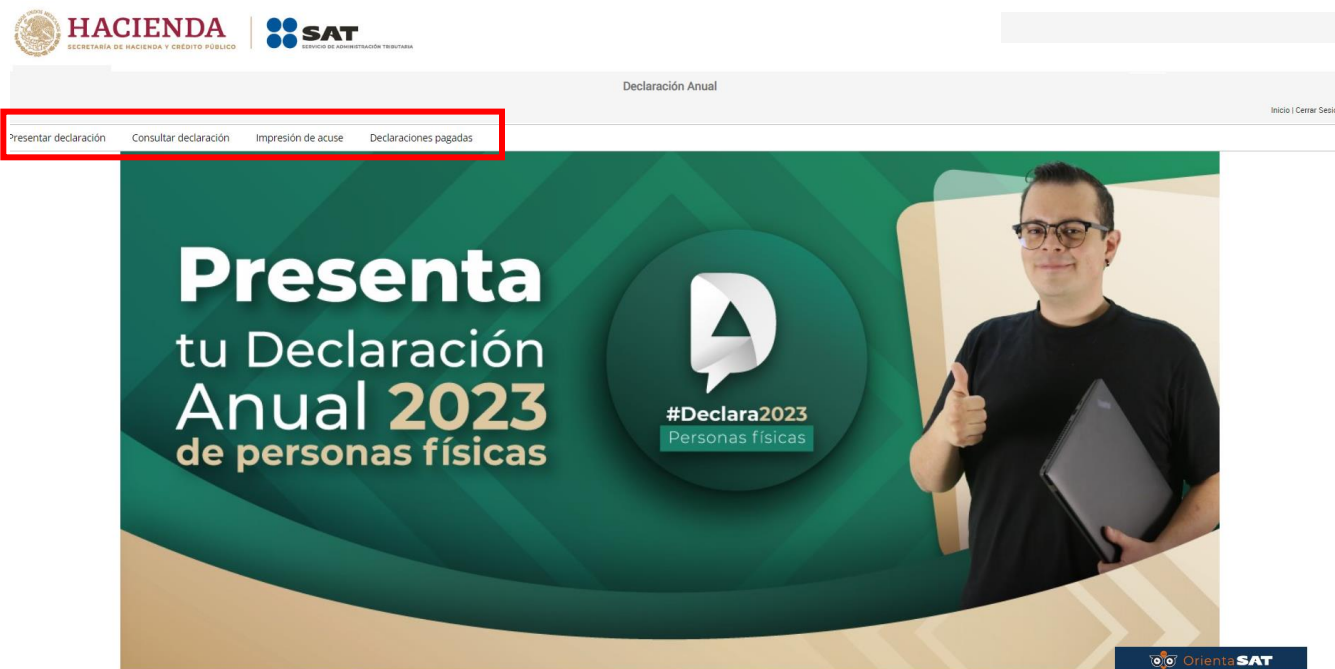 HACIENDA
SECRETARÍA DE HACIENDA Y CRÉDITO PÚBLICO
SAT
SERVICIO DE ADMINISTRACIÓN TRIBUTARIA
Declaración Anual
Inicio | Cerrar Sesi
Presentar declaración Consultar declaración Impresión de acuse Declaraciones pagadas
Presenta
tu Declaración
Anual 2023
de personas físicas
#Declara2023
Personas físicas
OrientaSAT